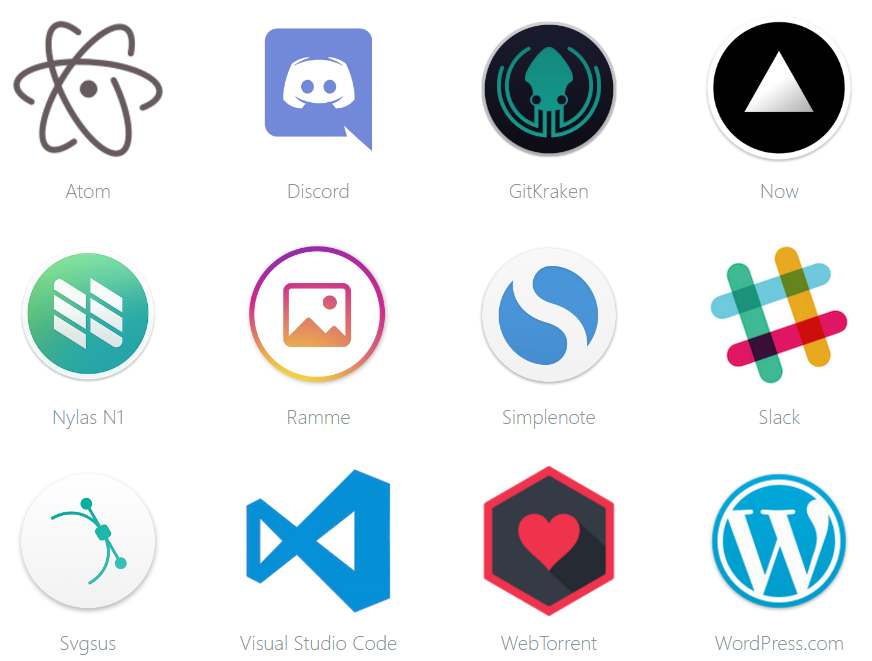 Atom
Discord
GitKraken
Now
Nylas N1
Ramme
Simplenote
Slack
Svgsus
Visual Studio Code
WebTorrent
WordPress.com